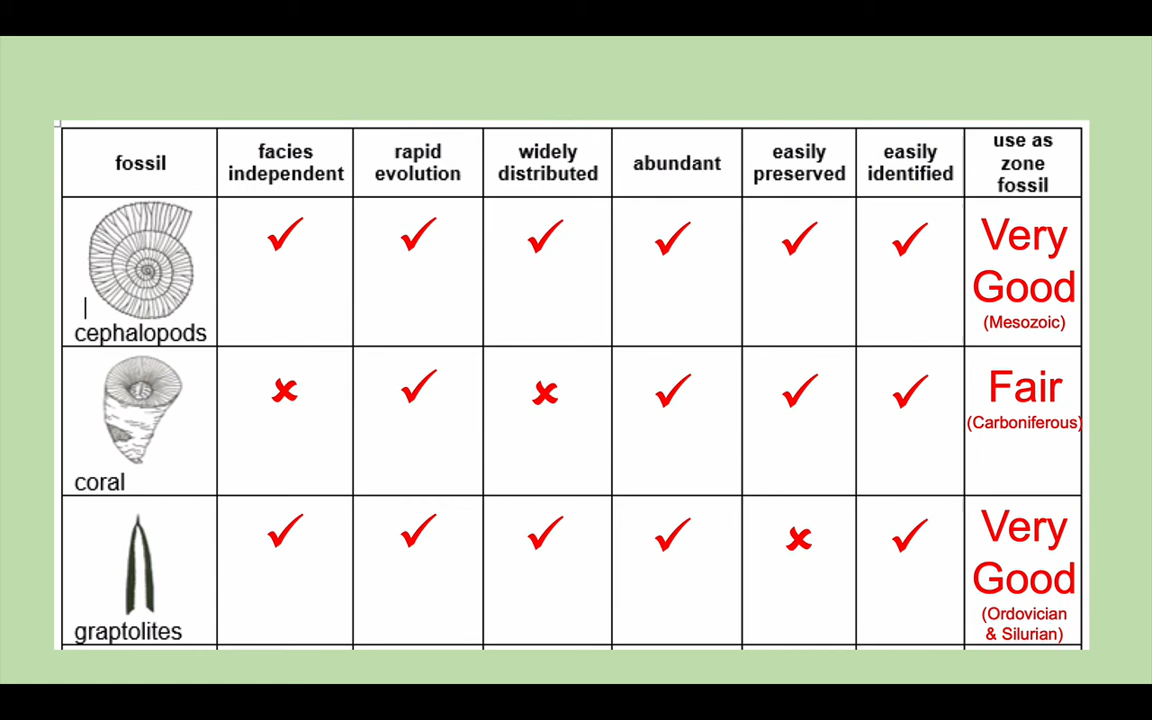 fossil
facies
independent
rapid
evolution
widely
distributed
abundant
easily
preserved
easily
identified
use as
zone
fossil
cephalopods
✓
✓
✓
✓
✓
✓
Very
Good
(Mesozoic)
coral
✘
✓
✘
✓
✓
✓
Fair
(Carboniferous)
graptolites
✓
✓
✓
✓
✘
✓
Very
Good
(Ordovician
& Silurian)